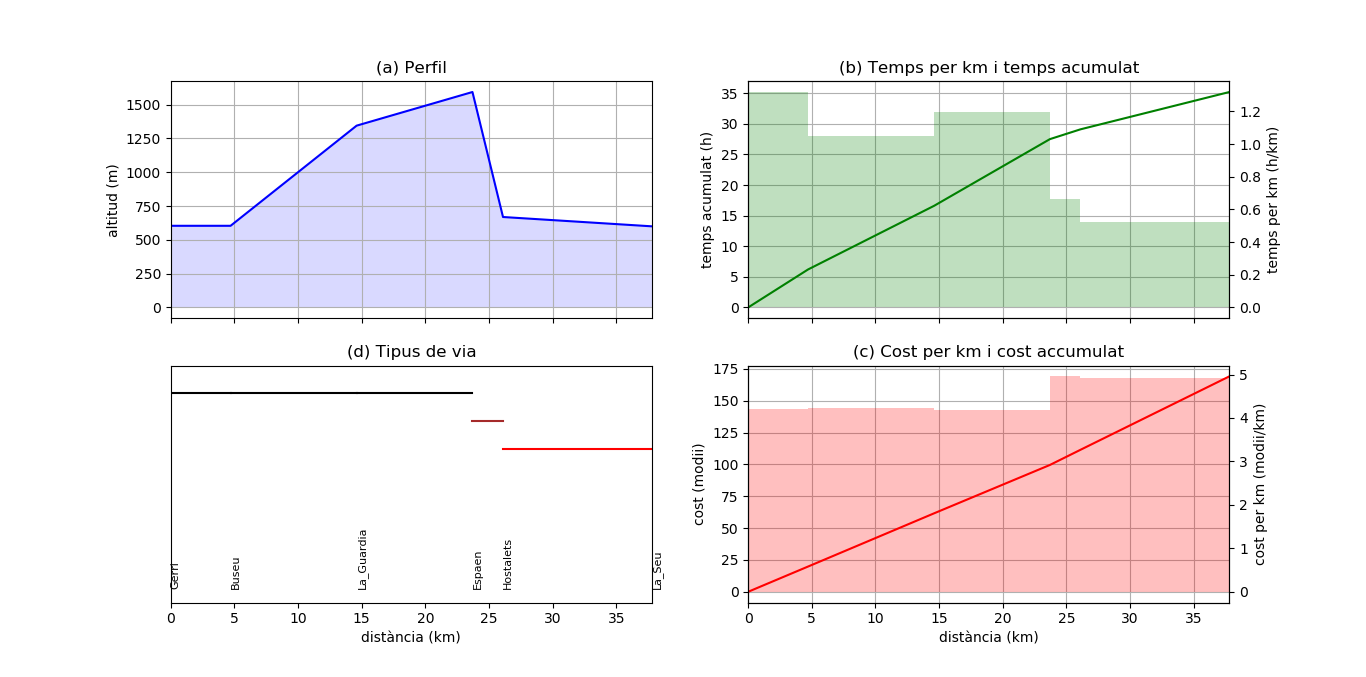 (a) Perfil
altitud (m)
1500
1250
1000
750
500
250
0
(b) Temps per km i temps acumulat
temps acumulat (h)
35
30
25
20
15
10
5
0
1.2
1.0
0.8
0.6
0.4
0.2
0.0
temps per km (h/km)
(d) Tipus de via
Gerri
Buseu
La_Guardia
Espaen
Hostalets
La_Seu
0 5 10 15 20 25 30 35
distància (km)
(c) Cost per km i cost accumulat
cost (modii)
175
150
125
100
75
50
25
0
5
4
3
2
1
0
cost per km (modii/km)
0 5 10 15 20 25 30 35
distància (km)